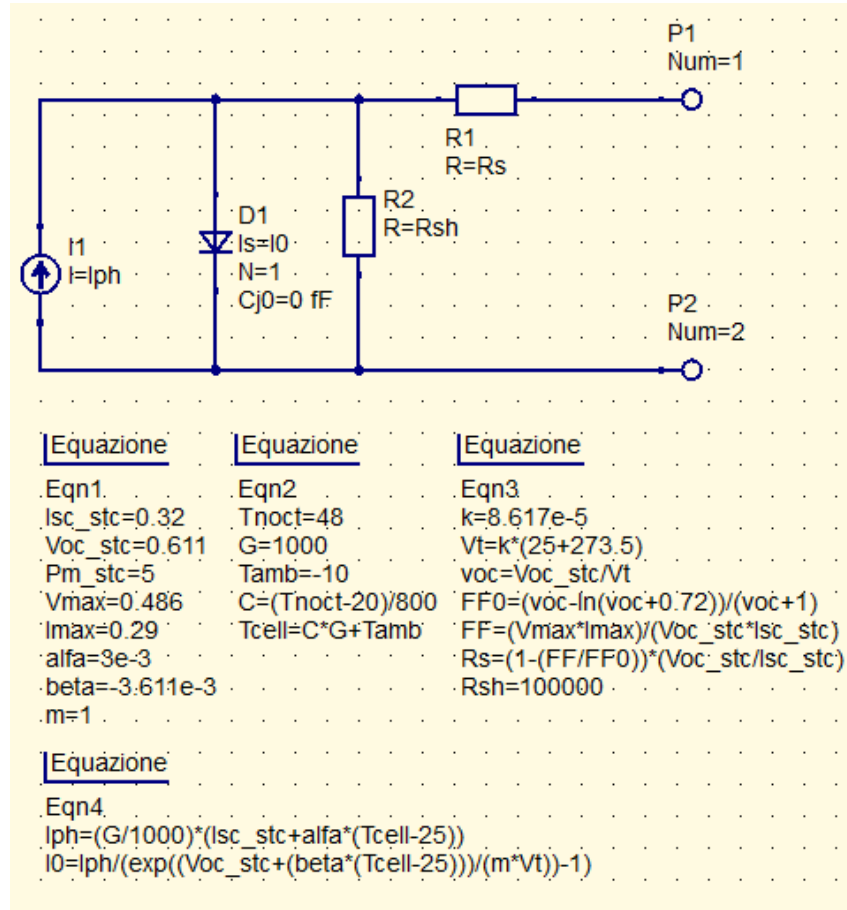 P1
Num=1
R1
R=Rs
R2
R=Rsh
D1
Is=I0
N=1
Cj0=0 fF
I1
I=Iph
P2
Num=2
Equazione
Eqn1
Isc_stc=0.32
Voc_stc=0.611
Pm_stc=5
Vmax=0.486
Imax=0.29
alfa=3e-3
beta=-3.611e-3
m=1
Equazione
Eqn2
Tnoct=48
G=1000
Tamb=-10
C=(Tnoct-20)/800
Tcell=C*G+Tamb
Equazione
Eqn3
k=8.617e-5
Vt=k*(25+273.5)
voc=Voc_stc/Vt
FF0=(voc-ln(voc+0.72))/(voc+1)
FF=(Vmax*Imax)/(Voc_stc*Isc_stc)
Rs=(1-(FF/FF0))*(Voc_stc/Isc_stc)
Rsh=100000
Equazione
Eqn4
Iph=(G/1000)*(Isc_stc+alfa*(Tcell-25))
I0=Iph/(exp((Voc_stc+(beta*(Tcell-25)))/(m*Vt))-1)